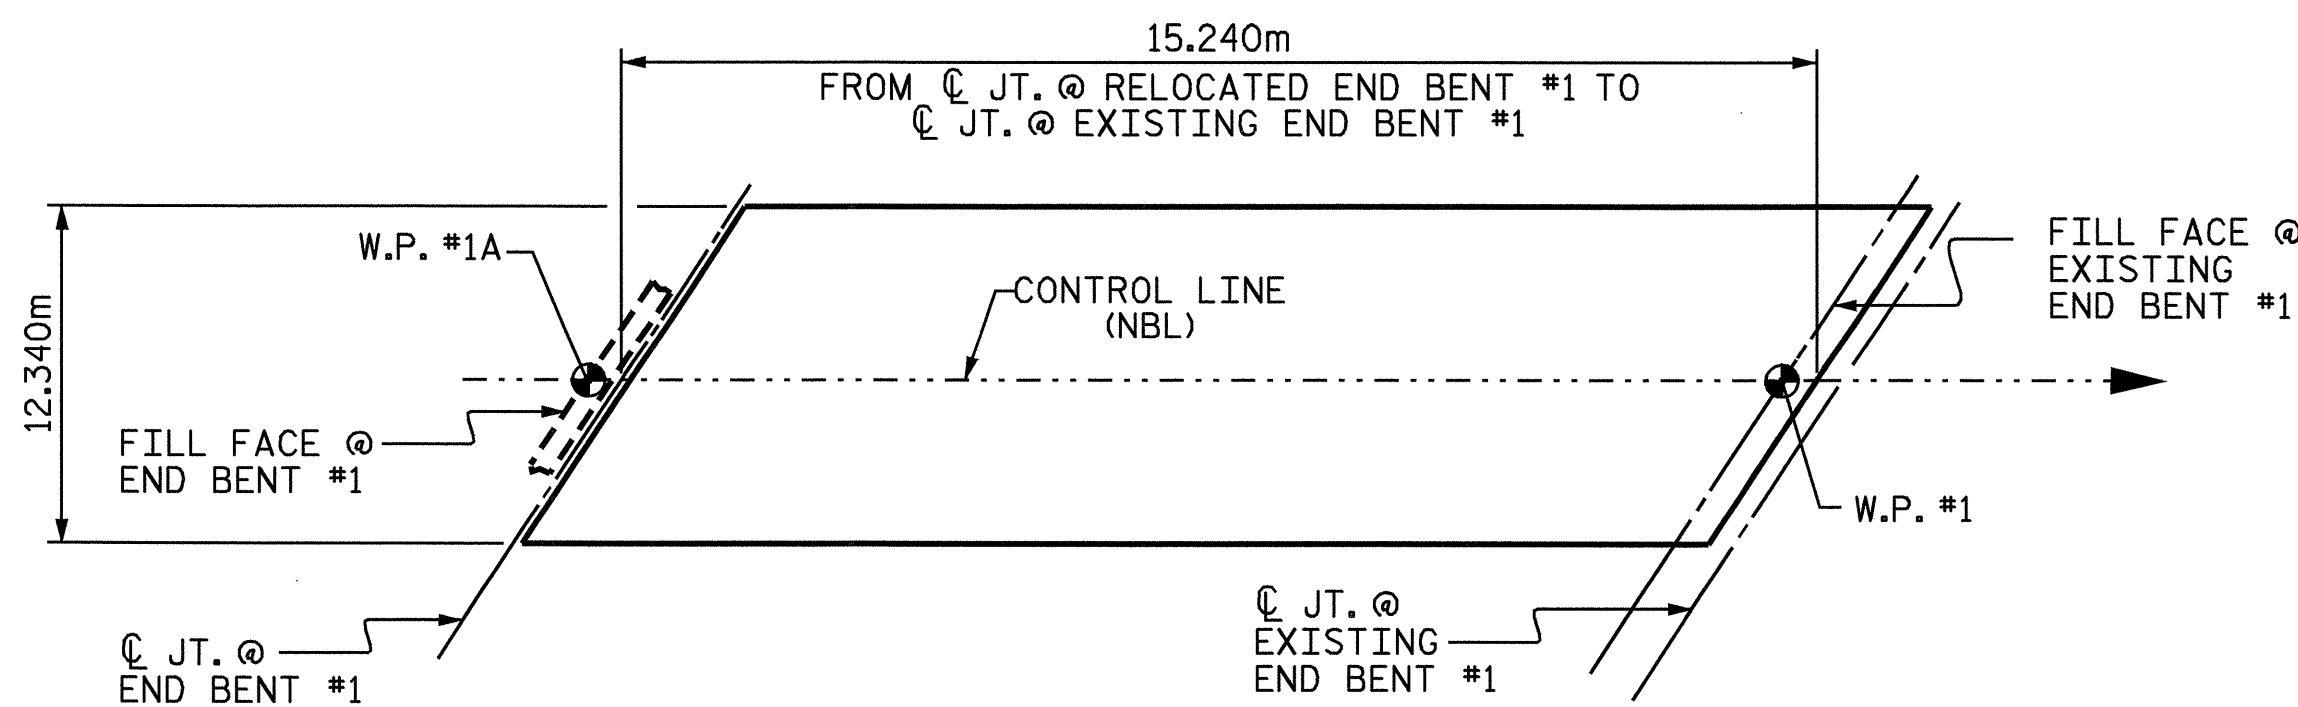 15.240m
FROM ℄ JT. @ RELOCATED END BENT #1 TO
℄ JT. @ EXISTING END BENT #1
W.P. #1A
FILL FACE @
EXISTING
END BENT #1
CONTROL LINE
(NBL)
12.340m
FILL FACE @
END BENT #1
W.P. #1
℄ JT. @
EXISTING
END BENT #1
℄ JT. @
END BENT #1